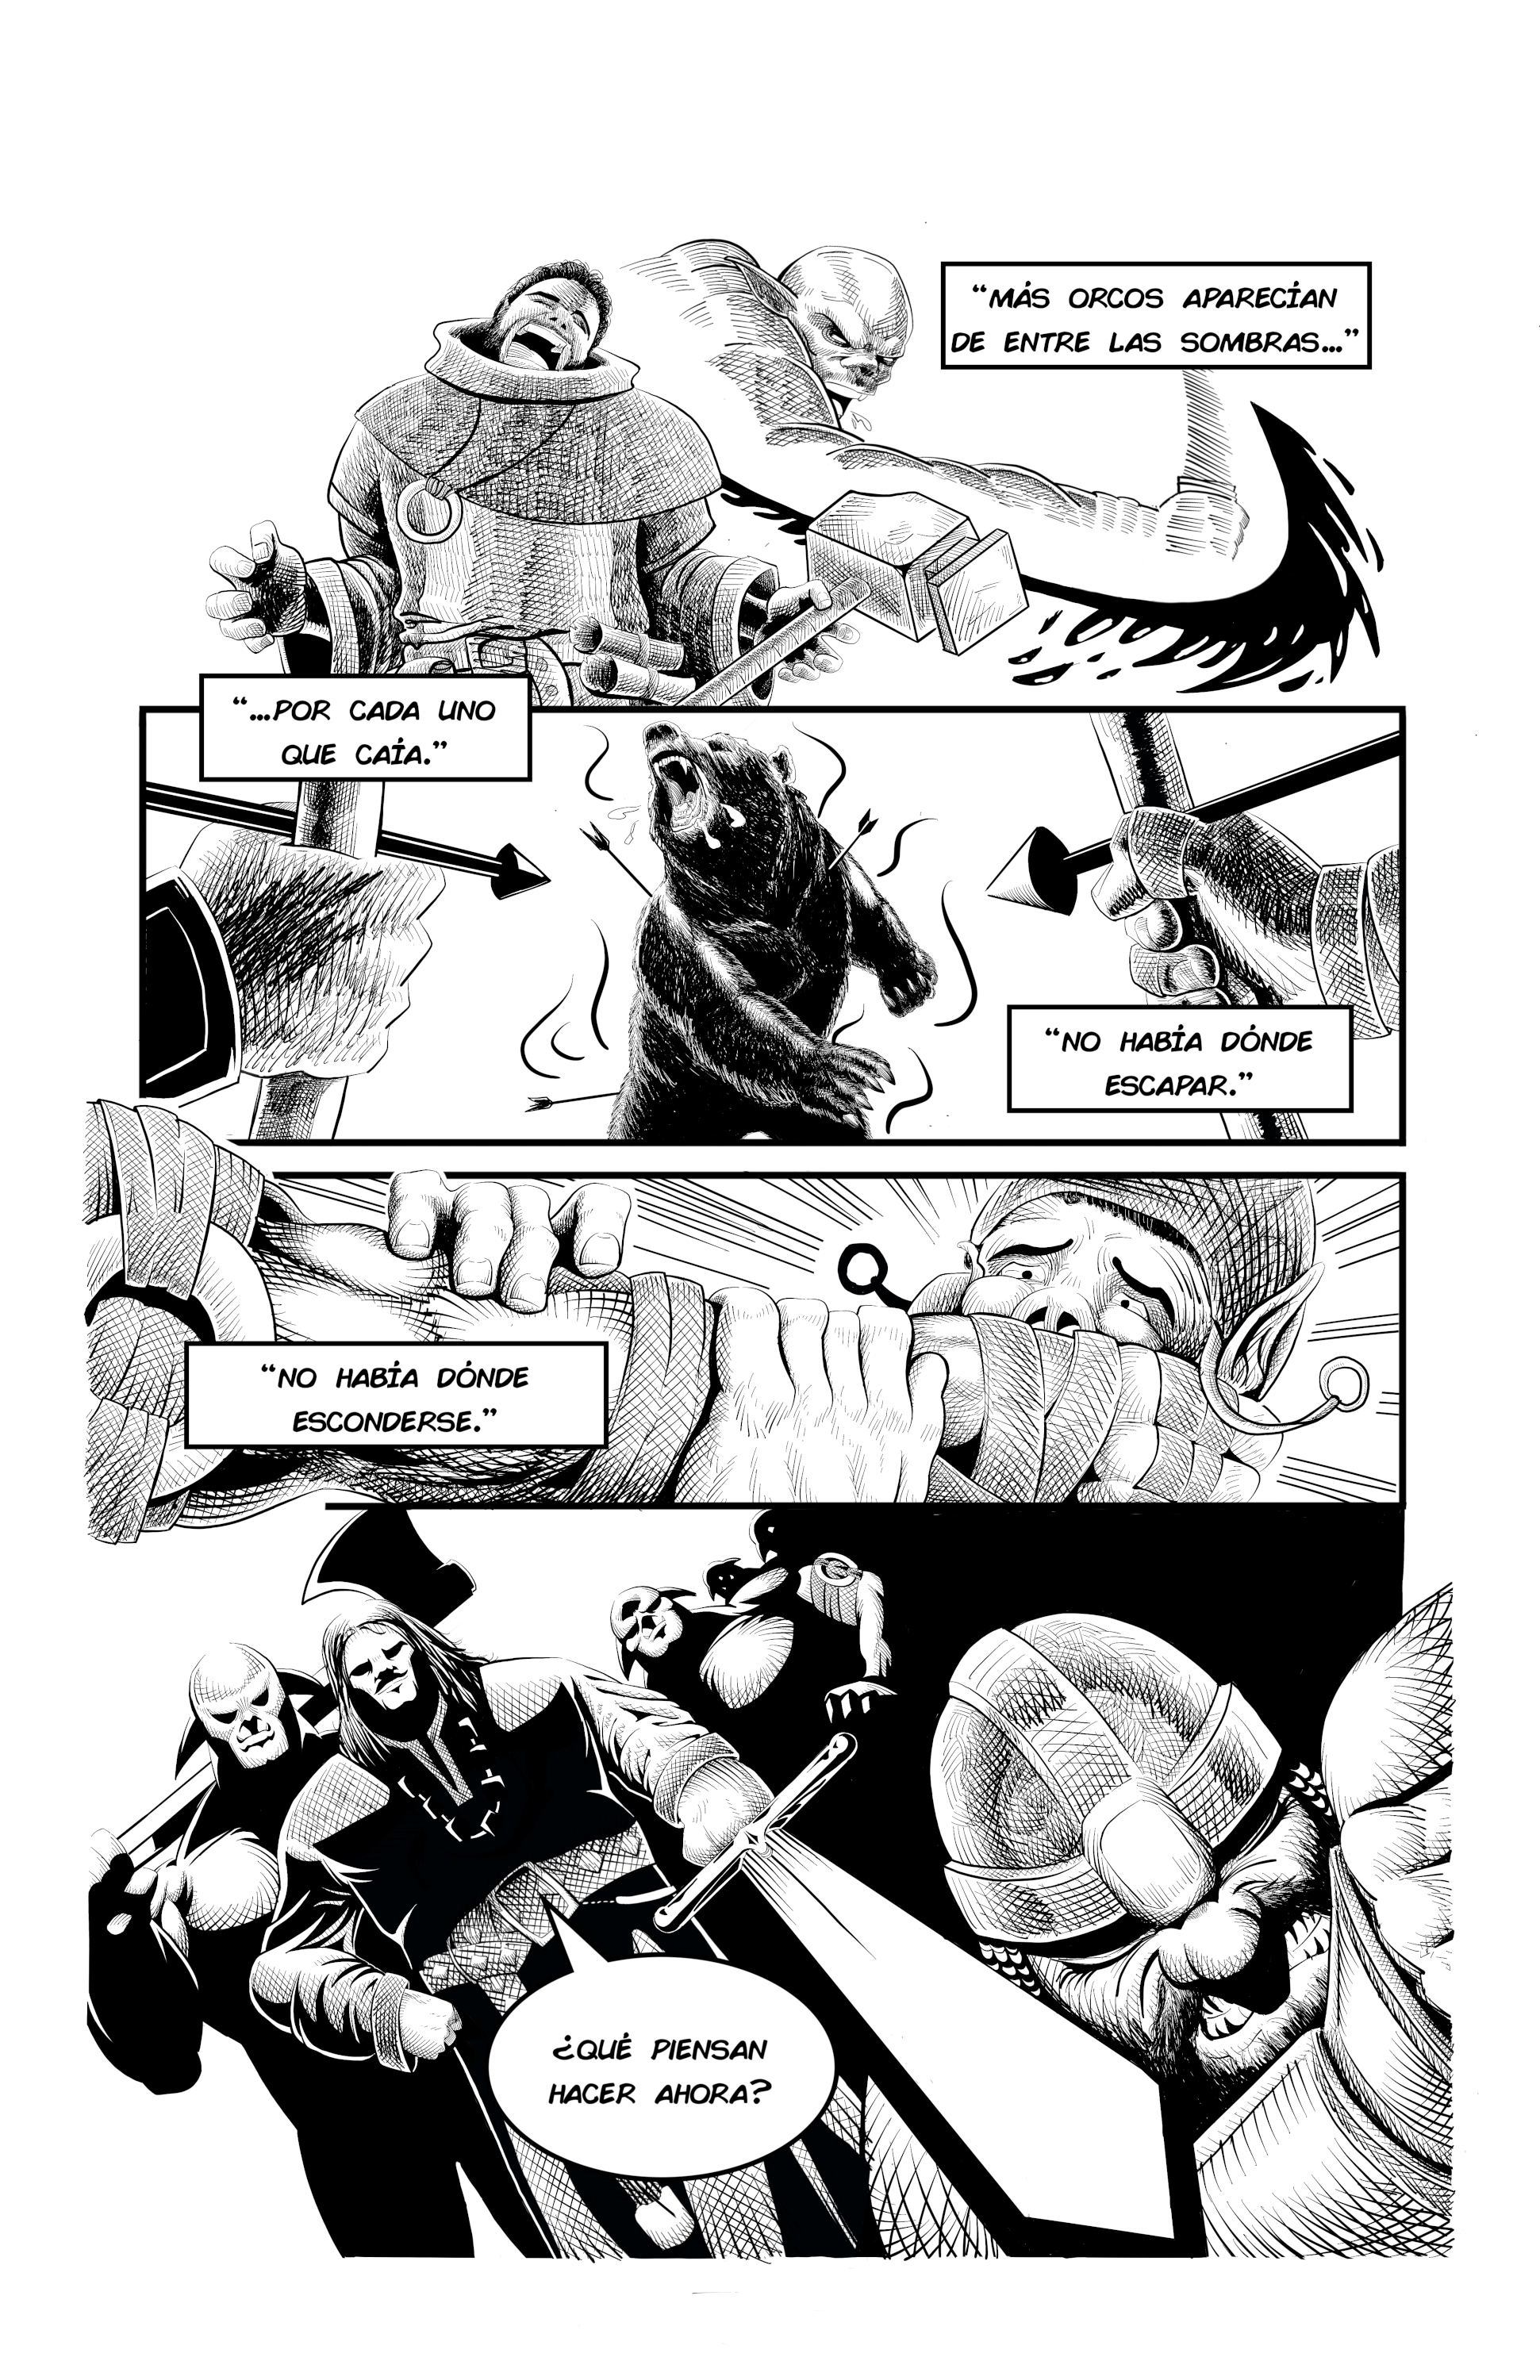 “MÁS ORCOS APARECÍAN
DE ENTRE LAS SOMBRAS...”
“...POR CADA UNO
QUE CAÍA.”
“NO HABÍA DÓNDE
ESCAPAR.”
“NO HABÍA DÓNDE
ESCONDERSE.”
¿QUÉ PIENSAN
HACER AHORA?